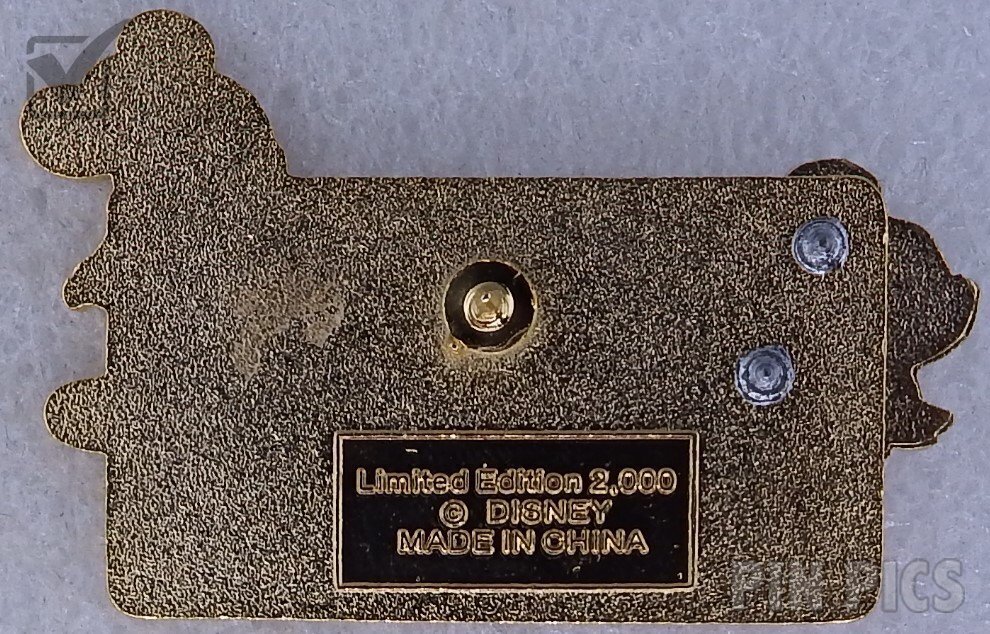 Limited Edition 2,000
© DISNEY
MADE IN CHINA
PIN PICS